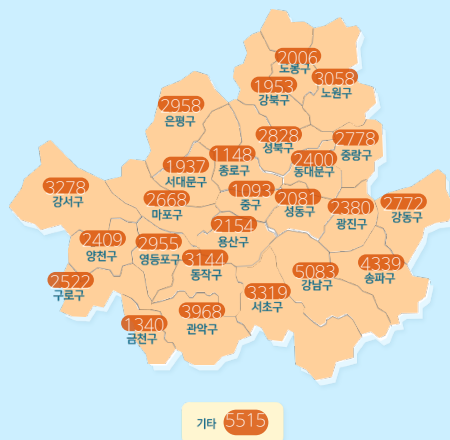 2006
노봉구
3058
노원구
1953
강북구
2958
은평구
2828
성북구
2778
중랑구
1148
종로구
2400
동대문구
1937
서대문구
3278
강서구
2668
마포구
1093
중구
2081
성동구
2380
광진구
2772
강동구
2154
용산구
2409
양천구
2955
영등포구
3144
동작구
4339
송파구
5083
강남구
2522
구로구
3319
서초구
3968
관악구
1340
금천구
기타 5515